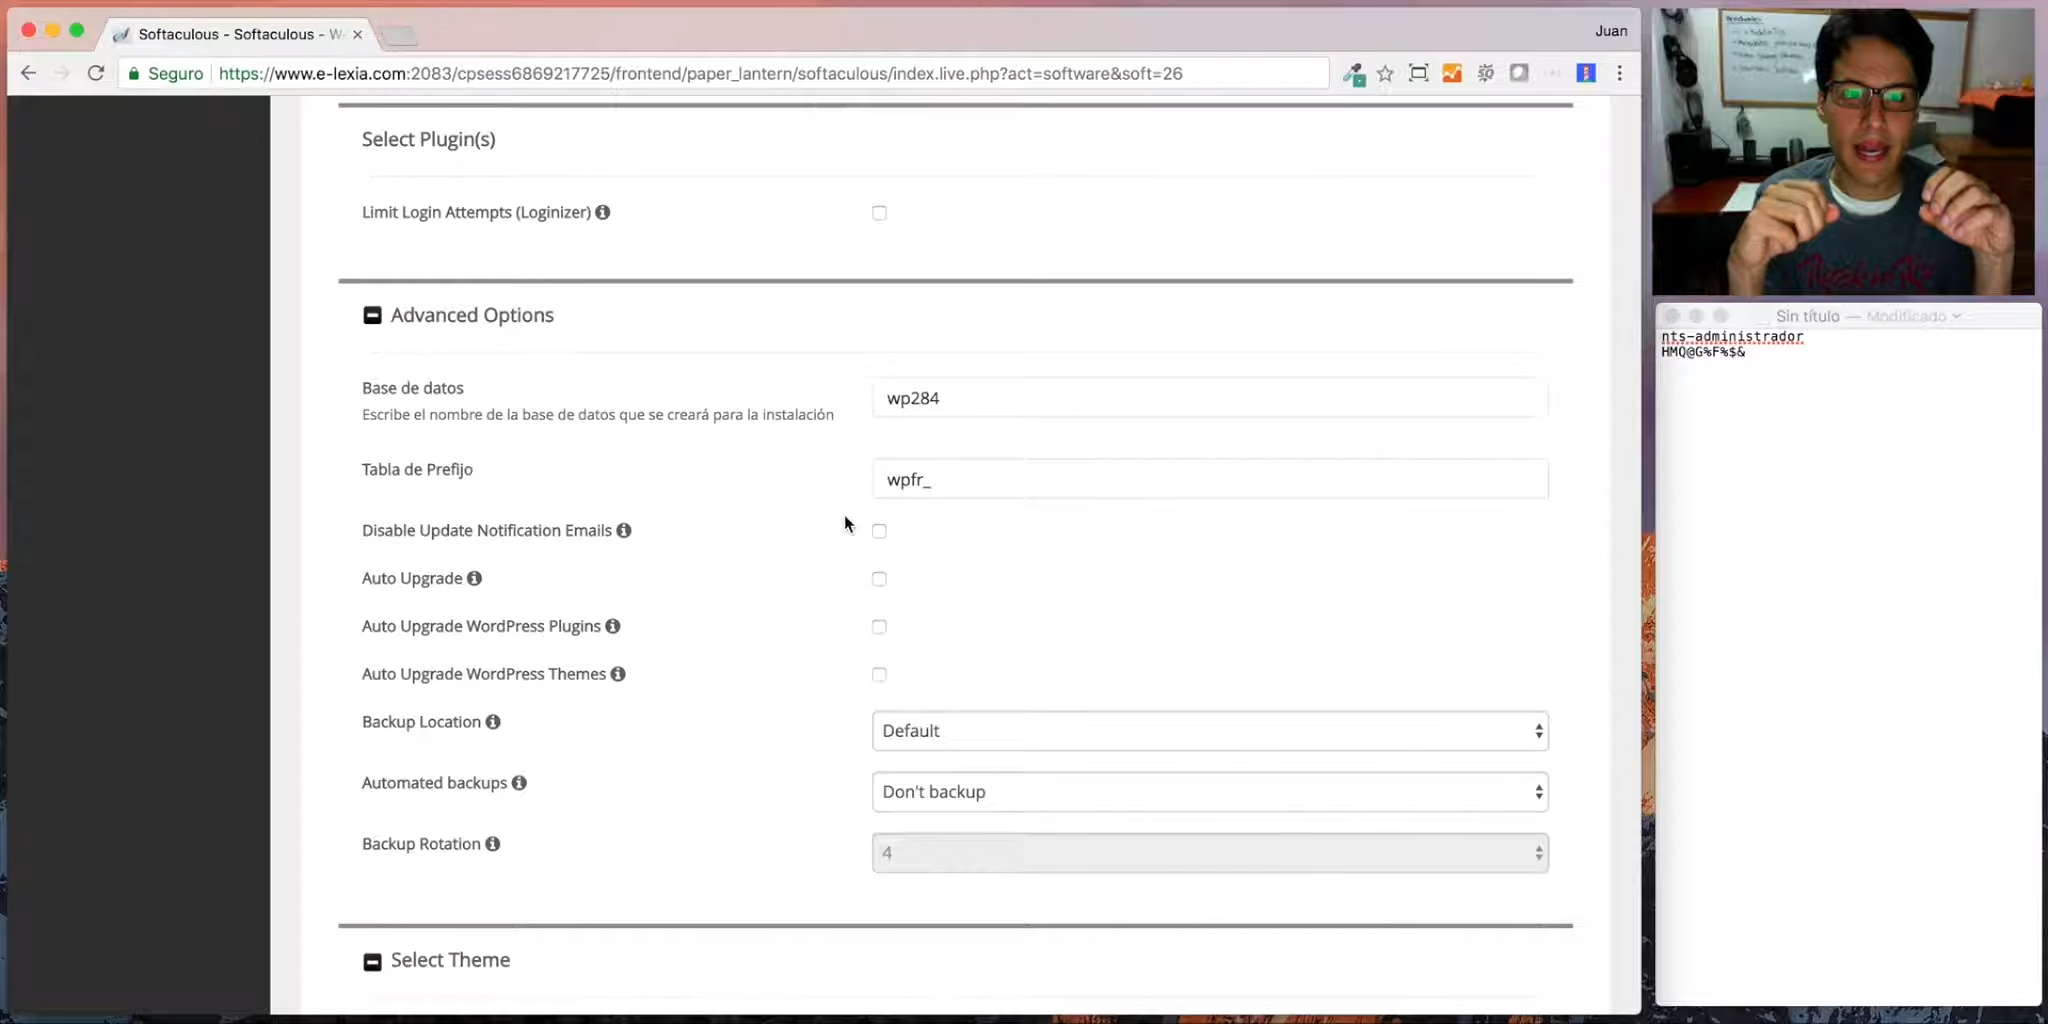 Softaculous - Softaculous - W
Juan
Seguro
https://www.e-lexia.com:2083/cpsess6869217725/frontend/paper_lantern/softaculous/index.live.php?act=software&soft=26
Select Plugin(s)
Limit Login Attempts (Loginizer)
Advanced Options
Base de datos
wp284
Escribe el nombre de la base de datos que se creará para la instalación
Tabla de Prefijo
wpfr_
Disable Update Notification Emails
Auto Upgrade
Auto Upgrade WordPress Plugins
Auto Upgrade WordPress Themes
Backup Location
Default
Automated backups
Don't backup
Backup Rotation
4
Select Theme
Sin título — Modificado
nts-administrador
HMQ@G%F%$&